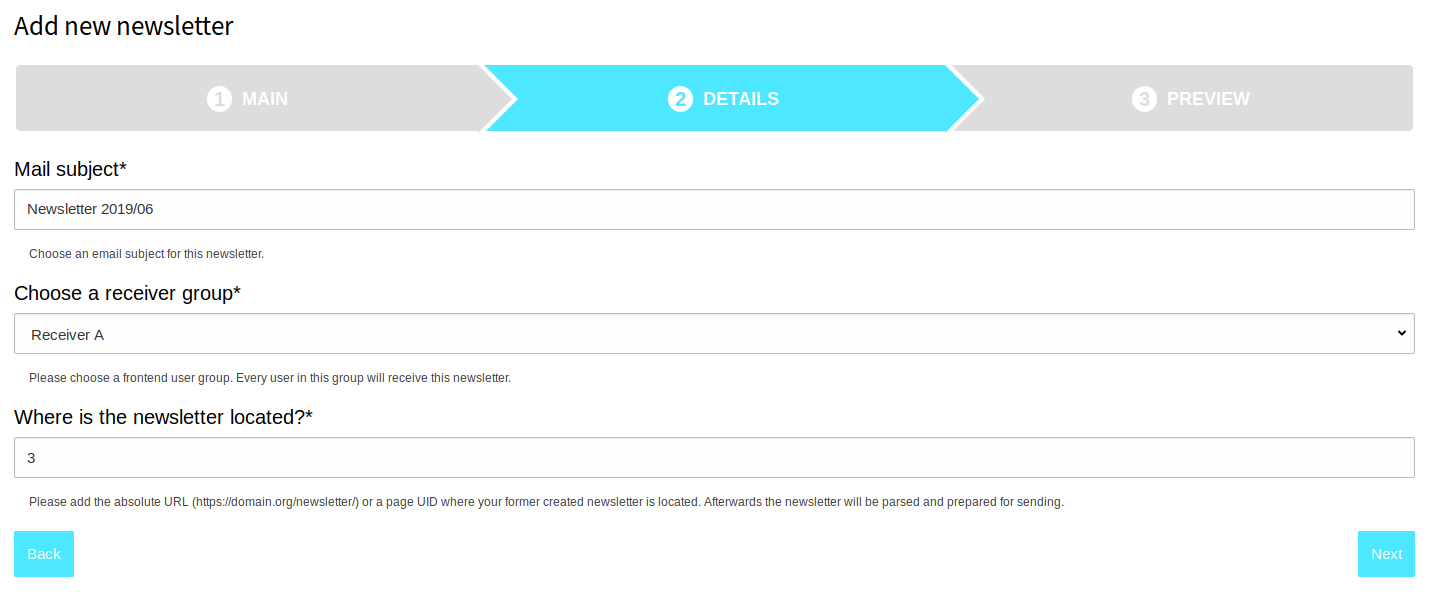 Add new newsletter
1 MAIN 2 DETAILS 3 PREVIEW
Mail subject*
Newsletter 2019/06
Choose an email subject for this newsletter.
Choose a receiver group*
Receiver A
Please choose a frontend user group. Every user in this group will receive this newsletter.
Where is the newsletter located?*
3
Please add the absolute URL (https://domain.org/newsletter/) or a page UID where your former created newsletter is located. Afterwards the newsletter will be parsed and prepared for sending.
Back Next